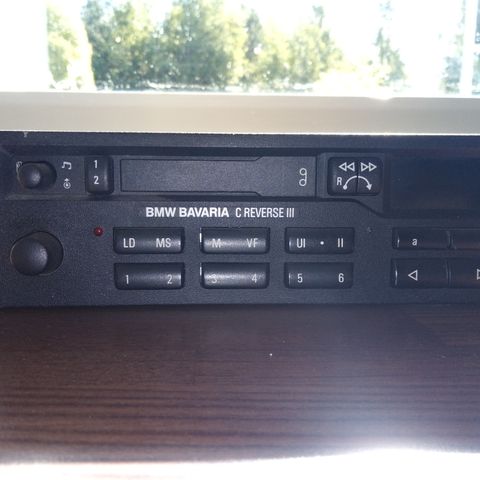 1
2
R
BMW BAVARIA C REVERSE III
LD MS M VF UI • II a
1 2 3 4 5 6